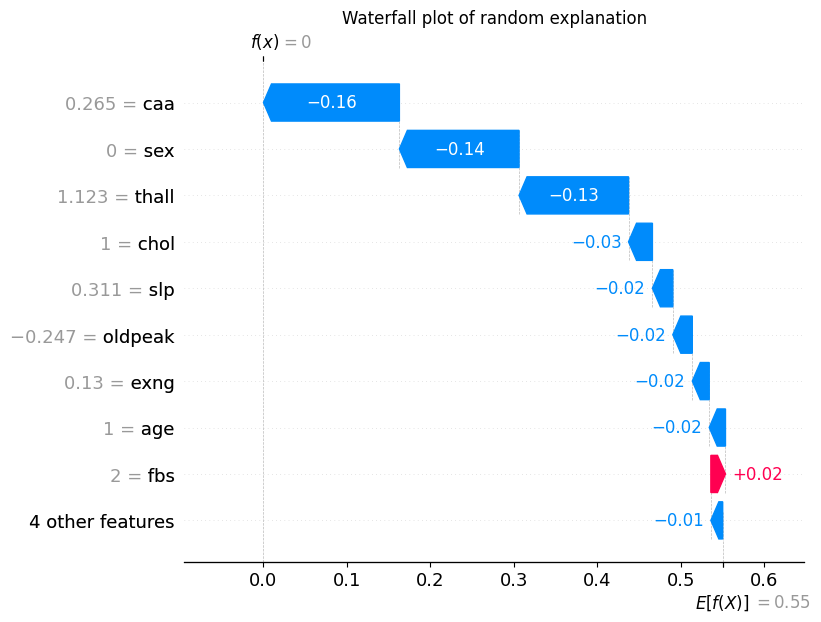 Waterfall plot of random explanation
f(x) = 0
0.265 = caa
−0.16
0 = sex
−0.14
1.123 = thall
−0.13
1 = chol
−0.03
0.311 = slp
−0.02
−0.247 = oldpeak
−0.02
0.13 = exng
−0.02
1 = age
−0.02
2 = fbs
+0.02
4 other features
−0.01
0.0 0.1 0.2 0.3 0.4 0.5 0.6
E[f(X)] = 0.55